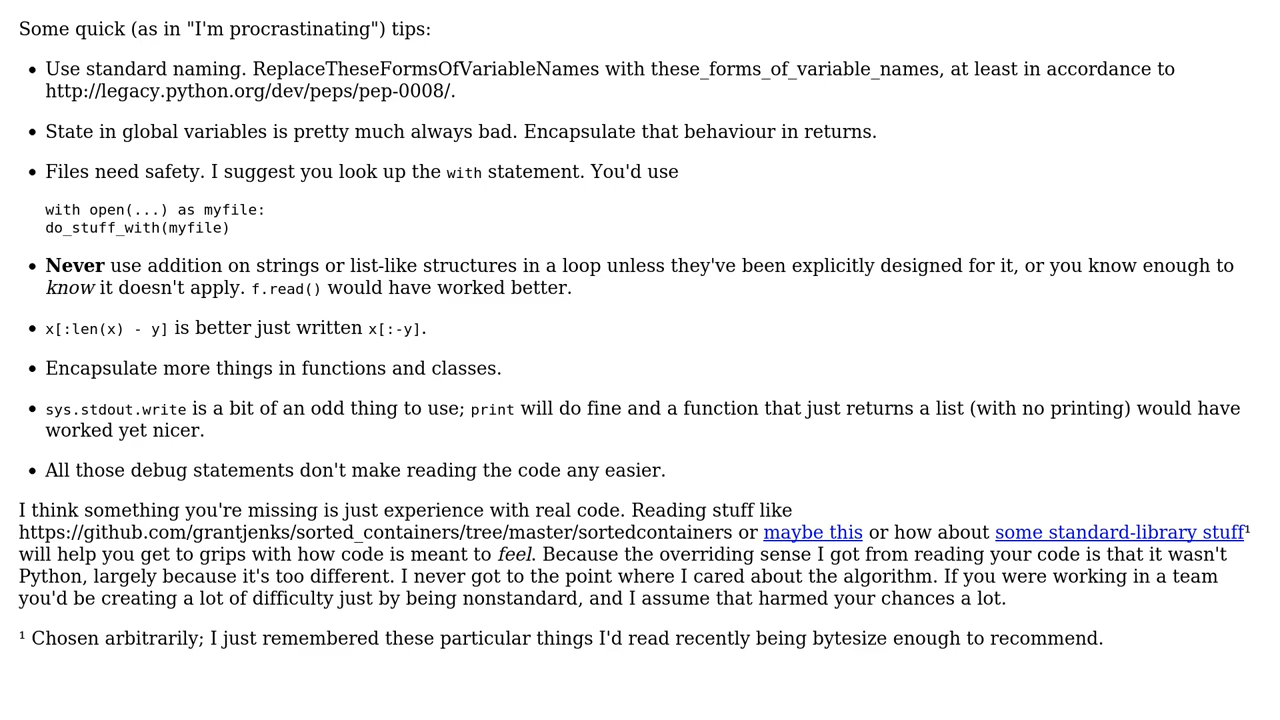 Some quick (as in "I'm procrastinating") tips:
• Use standard naming. ReplaceTheseFormsOfVariableNames with these_forms_of_variable_names, at least in accordance to
http://legacy.python.org/dev/peps/pep-0008/.
• State in global variables is pretty much always bad. Encapsulate that behaviour in returns.
• Files need safety. I suggest you look up the with statement. You'd use
with open(...) as myfile:
do_stuff_with(myfile)
• Never use addition on strings or list-like structures in a loop unless they've been explicitly designed for it, or you know enough to
know it doesn't apply. f.read() would have worked better.
• x[:len(x) - y] is better just written x[:-y].
• Encapsulate more things in functions and classes.
• sys.stdout.write is a bit of an odd thing to use; print will do fine and a function that just returns a list (with no printing) would have
worked yet nicer.
• All those debug statements don't make reading the code any easier.
I think something you're missing is just experience with real code. Reading stuff like
https://github.com/grantjenks/sorted_containers/tree/master/sortedcontainers or maybe this or how about some standard-library stuff¹
will help you get to grips with how code is meant to feel. Because the overriding sense I got from reading your code is that it wasn't
Python, largely because it's too different. I never got to the point where I cared about the algorithm. If you were working in a team
you'd be creating a lot of difficulty just by being nonstandard, and I assume that harmed your chances a lot.
¹ Chosen arbitrarily; I just remembered these particular things I'd read recently being bytesize enough to recommend.